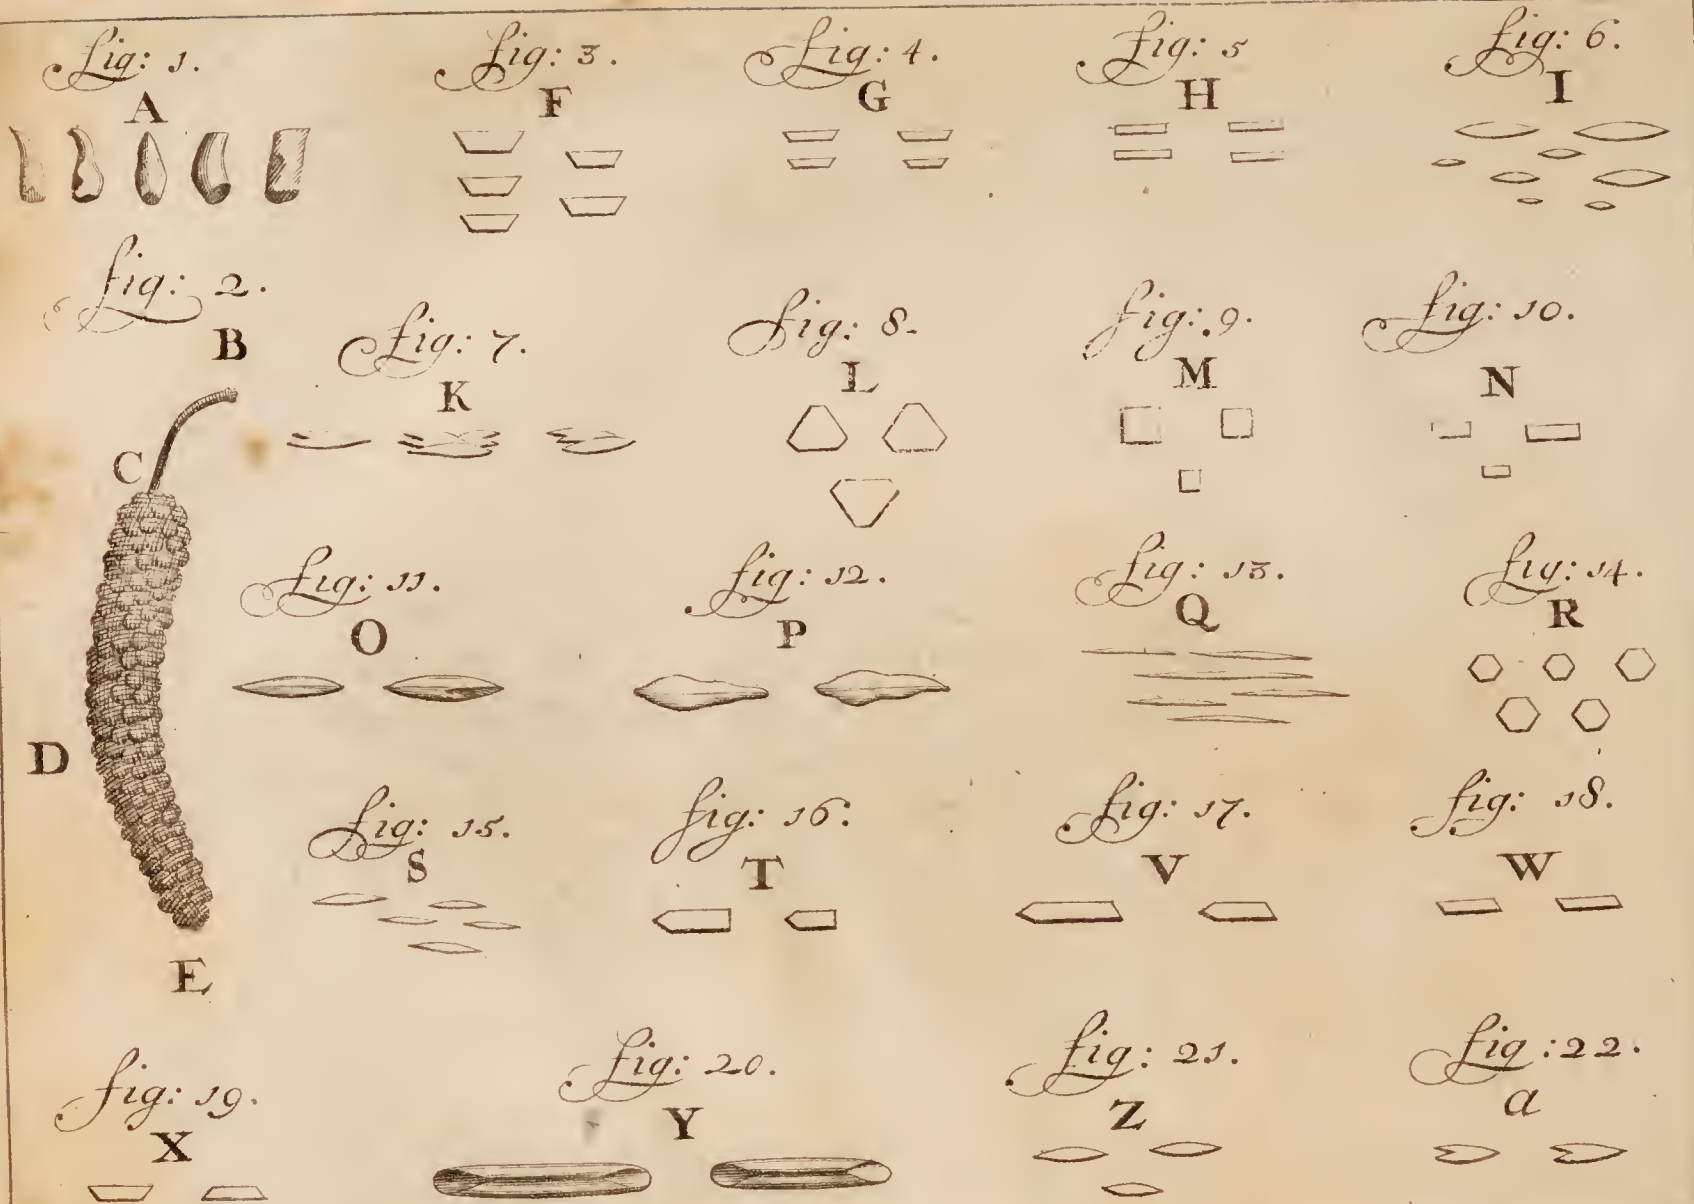 fig: 1.
A
fig: 3.
F
fig: 4.
G
fig: 5
H
fig: 6.
I
fig: 2.
B
C
D
E
fig: 7.
K
fig: 8.
L
fig: 9.
M
fig: 10.
N
fig: 11.
O
fig: 12.
P
fig: 13.
Q
fig: 14.
R
fig: 15.
S
fig: 16:
T
fig: 17.
V
fig: 18.
W
fig: 19.
X
fig: 20.
Y
fig: 21.
Z
fig: 22.
a